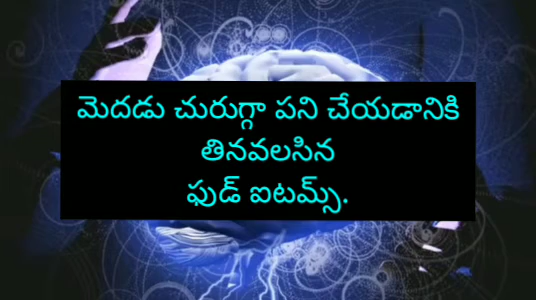 మెదడు చురుగ్గా పని చేయడానికి
తినవలసిన
ఫుడ్ ఐటమ్స్.